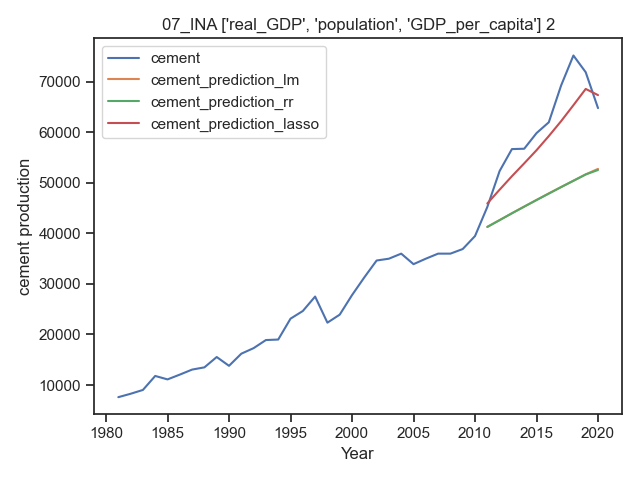 07_INA ['real_GDP', 'population', 'GDP_per_capita'] 2
cement
cement_prediction_lm
cement_prediction_rr
cement_prediction_lasso
cement production
70000
60000
50000
40000
30000
20000
10000
1980 1985 1990 1995 2000 2005 2010 2015 2020
Year